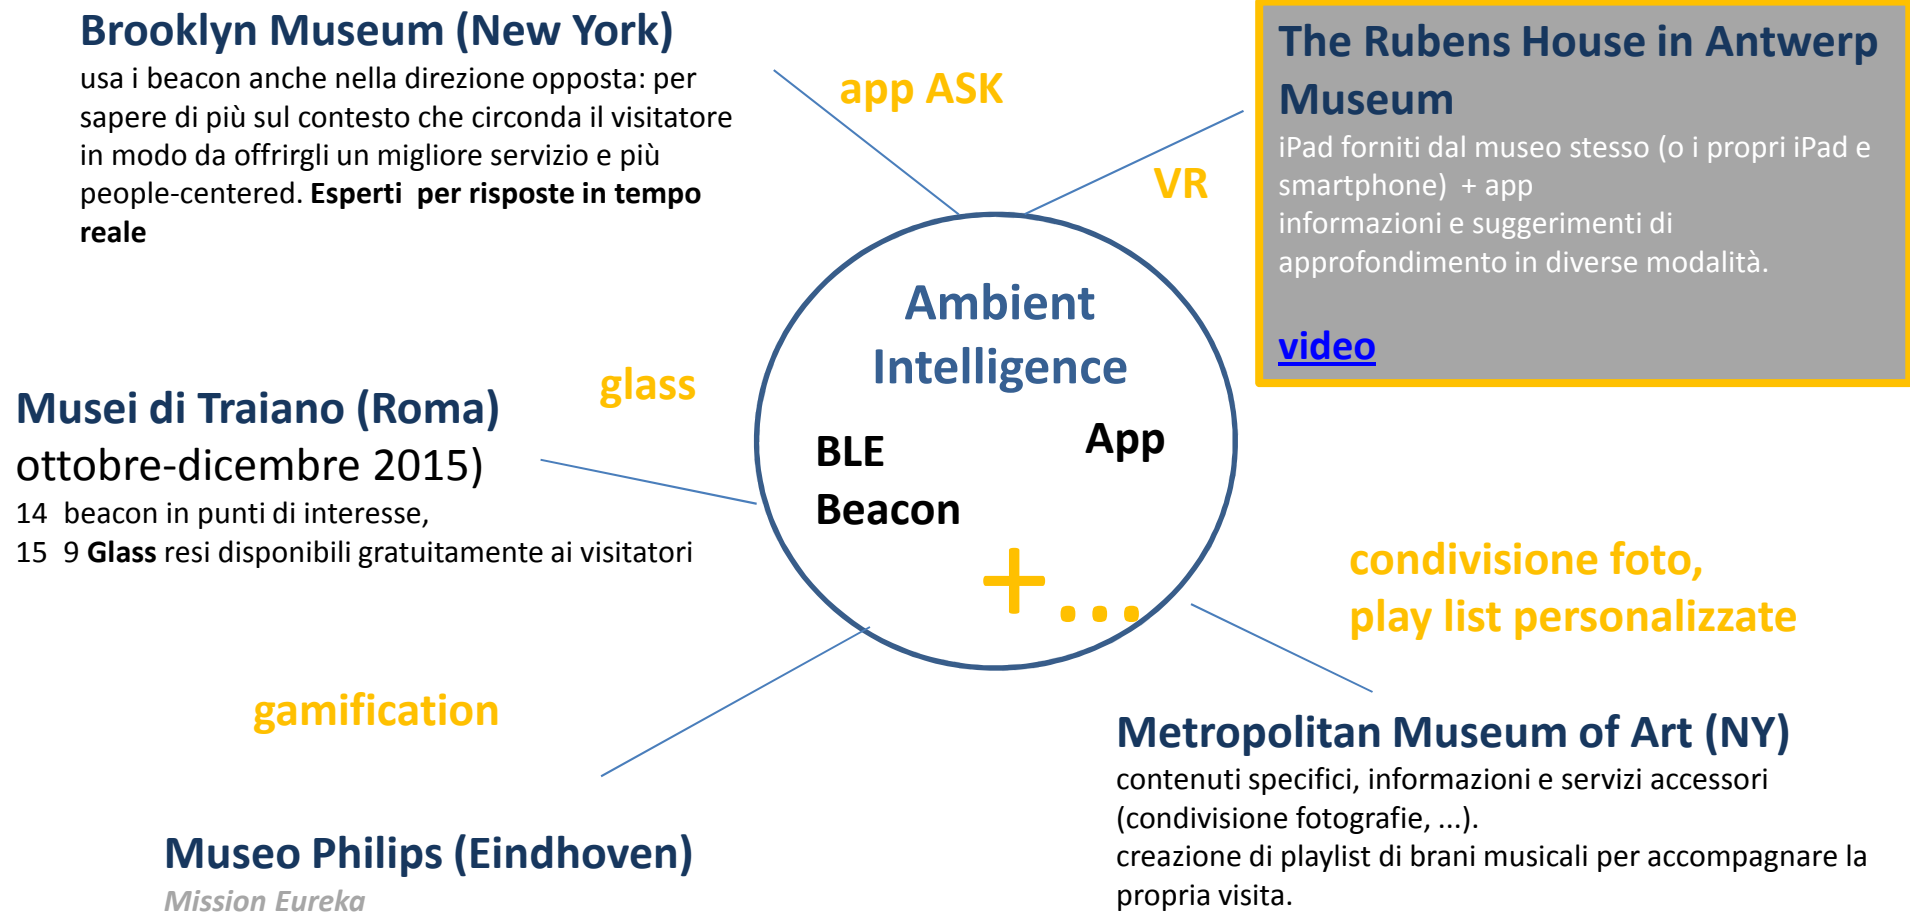 Brooklyn Museum (New York)
usa i beacon anche nella direzione opposta: per
sapere di più sul contesto che circonda il visitatore
in modo da offrirgli un migliore servizio e più
people-centered. Esperti per risposte in tempo
reale
app ASK
VR
The Rubens House in Antwerp
Museum
iPad forniti dal museo stesso (o i propri iPad e
smartphone) + app
informazioni e suggerimenti di
approfondimento in diverse modalità.
video
Ambient
Intelligence
BLE
Beacon
App
+...
glass
Musei di Traiano (Roma)
ottobre-dicembre 2015)
14 beacon in punti di interesse,
15 9 Glass resi disponibili gratuitamente ai visitatori
condivisione foto,
play list personalizzate
gamification
Museo Philips (Eindhoven)
Mission Eureka
Metropolitan Museum of Art (NY)
contenuti specifici, informazioni e servizi accessori
(condivisione fotografie, ...).
creazione di playlist di brani musicali per accompagnare la
propria visita.